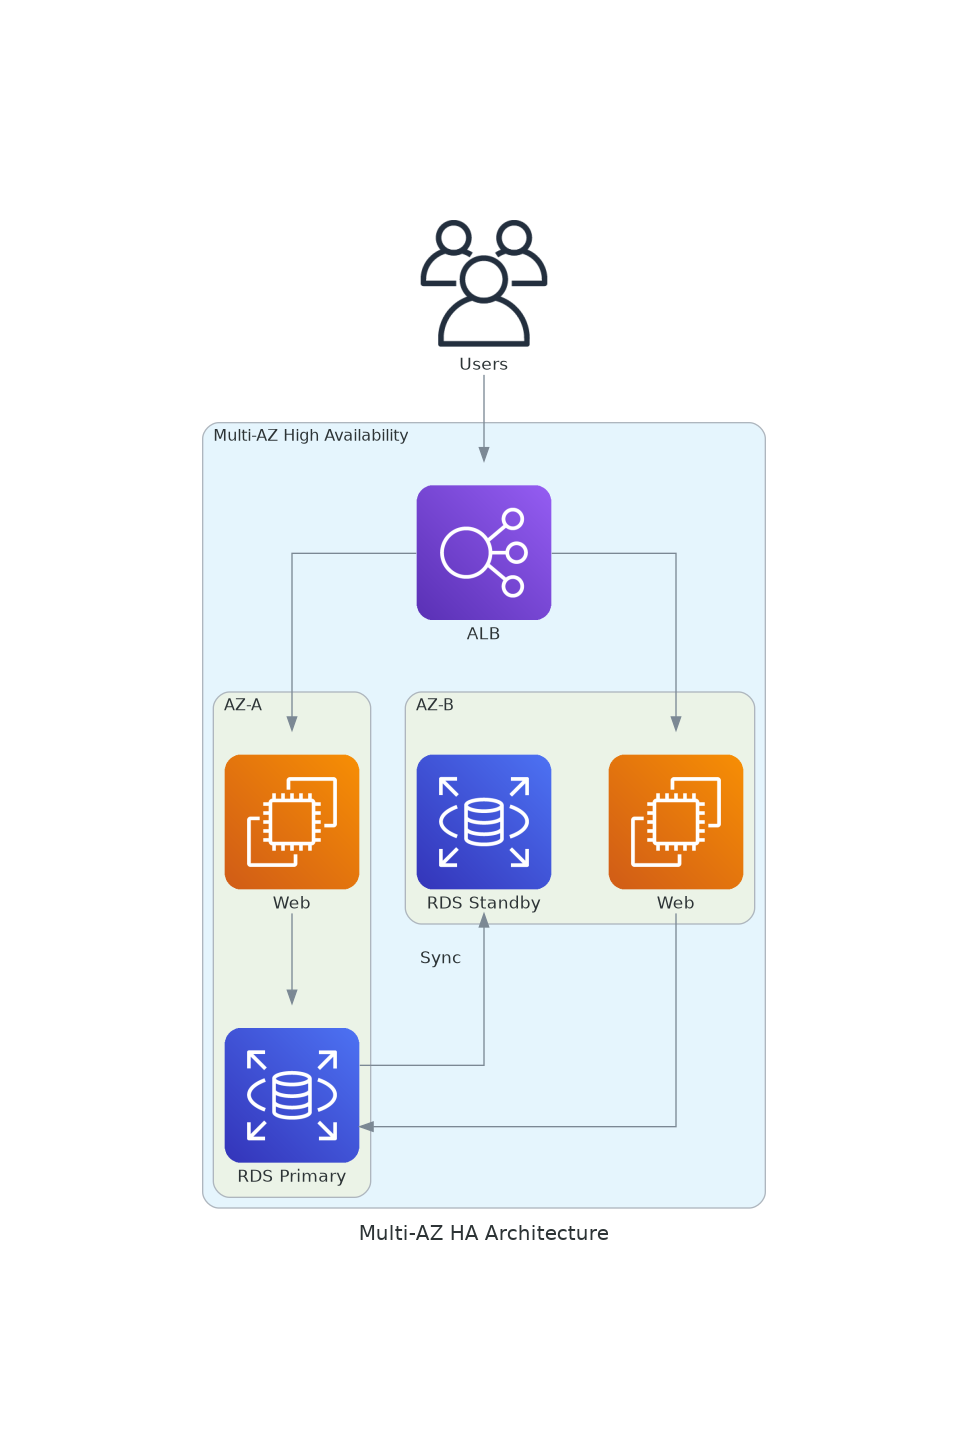 Users
Multi-AZ High Availability
ALB
AZ-A
AZ-B
Web
RDS Standby
Web
Sync
RDS Primary
Multi-AZ HA Architecture